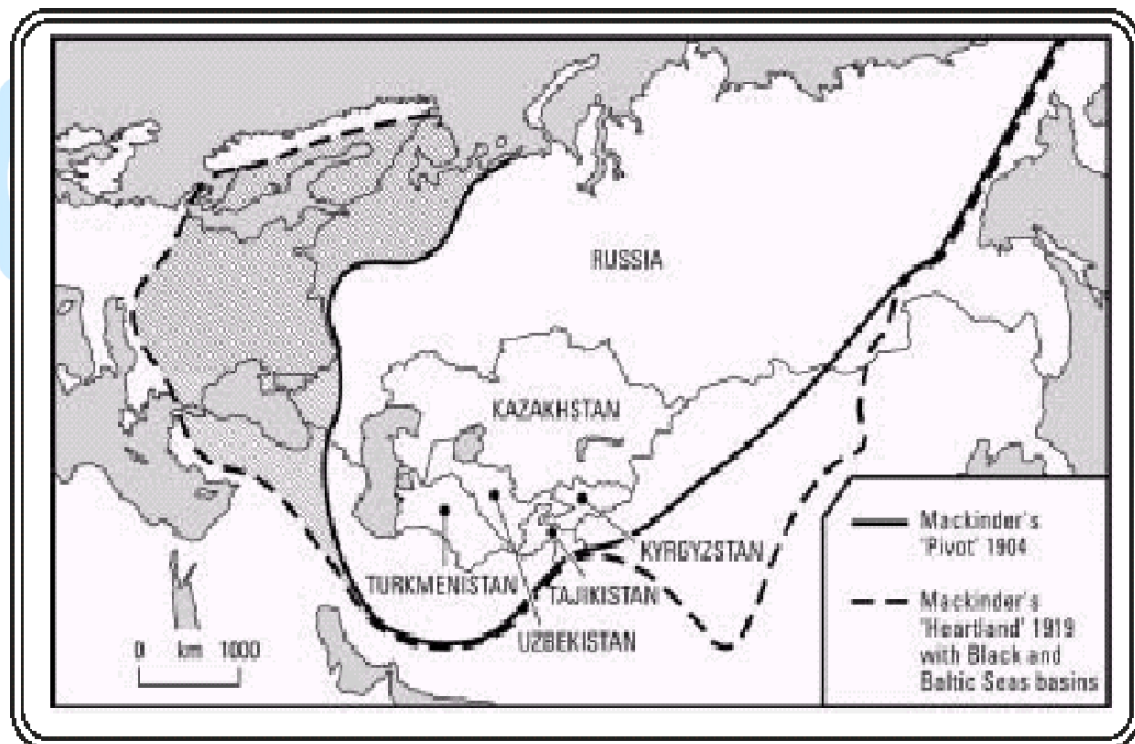 RUSSIA
KAZAKHSTAN
KYRGYZSTAN
TURKMENISTAN
TAJIKISTAN
UZBEKISTAN
0 km 1000
Mackinder's
'Pivot' 1904
Mackinder's
'Heartland' 1919
with Black and
Baltic Seas basins